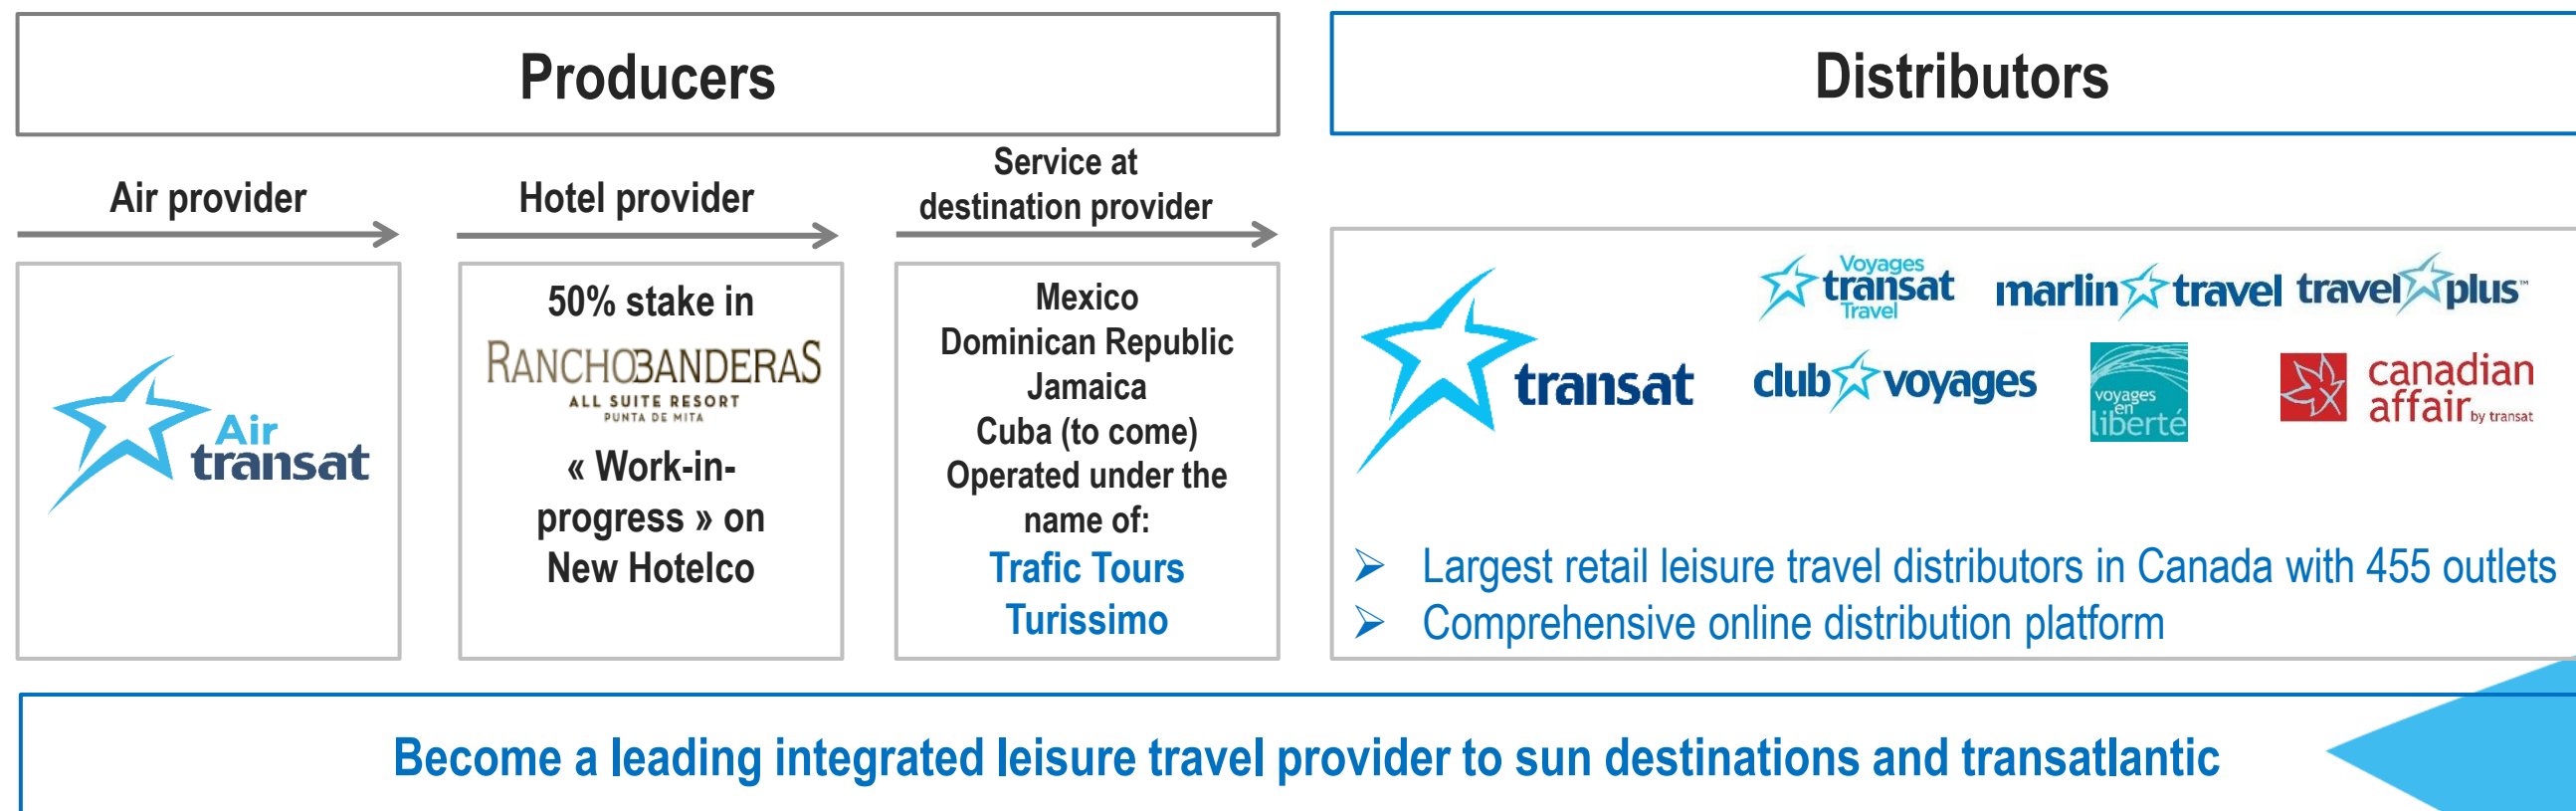 Producers
Distributors
Air provider
Hotel provider
Service at
destination provider
Air
transat
50% stake in
RANCHOBANDERAS
ALL SUITE RESORT
PUNTA DE MITA
« Work-in-
progress » on
New Hotelco
Mexico
Dominican Republic
Jamaica
Cuba (to come)
Operated under the
name of:
Trafic Tours
Turissimo
transat
Voyages
transat
Travel
marlin travel
travel plus™
club voyages
voyages
en
liberté
canadian
affair by transat
➢ Largest retail leisure travel distributors in Canada with 455 outlets
➢ Comprehensive online distribution platform
Become a leading integrated leisure travel provider to sun destinations and transatlantic